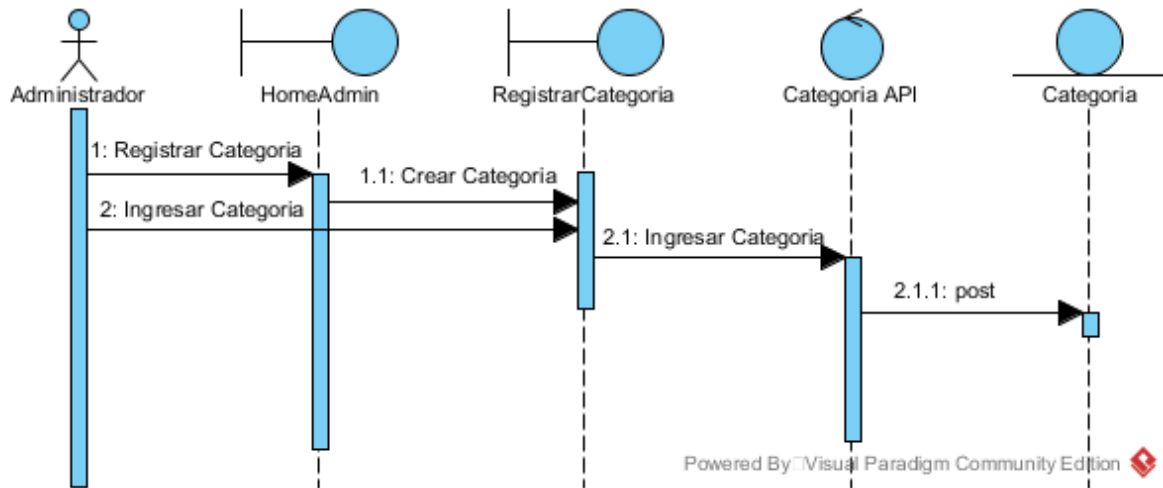 Administrador
HomeAdmin
RegistrarCategoria
Categoria API
Categoria
1: Registrar Categoria
1.1: Crear Categoria
2: Ingresar Categoria
2.1: Ingresar Categoria
2.1.1: post
Powered By Visual Paradigm Community Edition